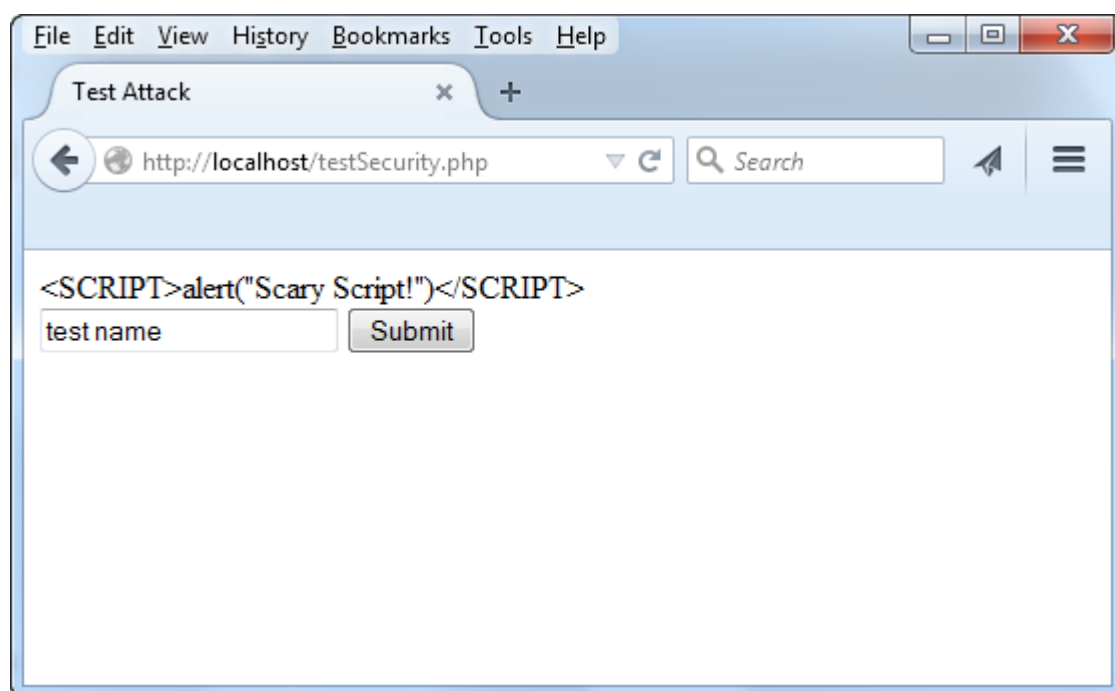 File Edit View History Bookmarks Tools Help
Test Attack
http://localhost/testSecurity.php Search
<SCRIPT>alert("Scary Script!")</SCRIPT>
test name Submit